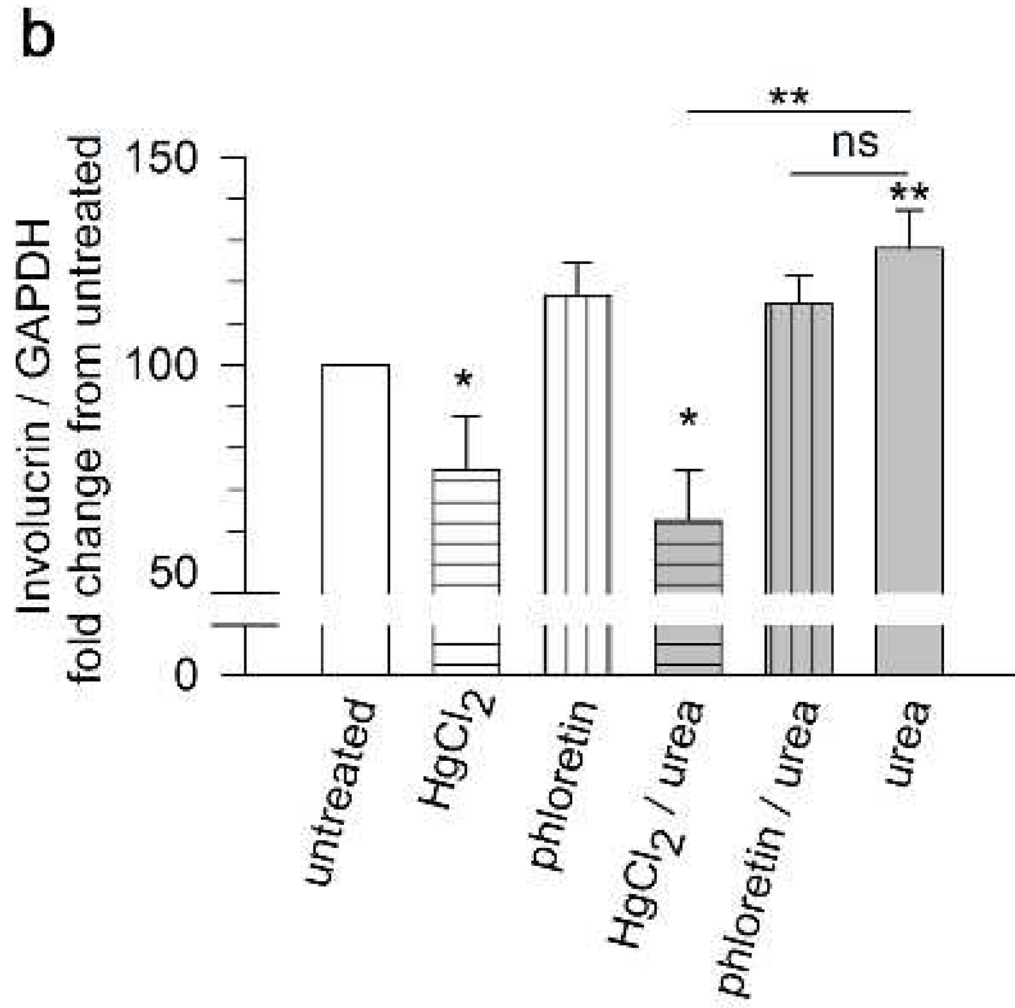 b
**
ns
**
150
100
50
0
*
*
Involucrin / GAPDH
fold change from untreated
untreated
HgCl2
phloretin
HgCl2 / urea
phloretin / urea
urea